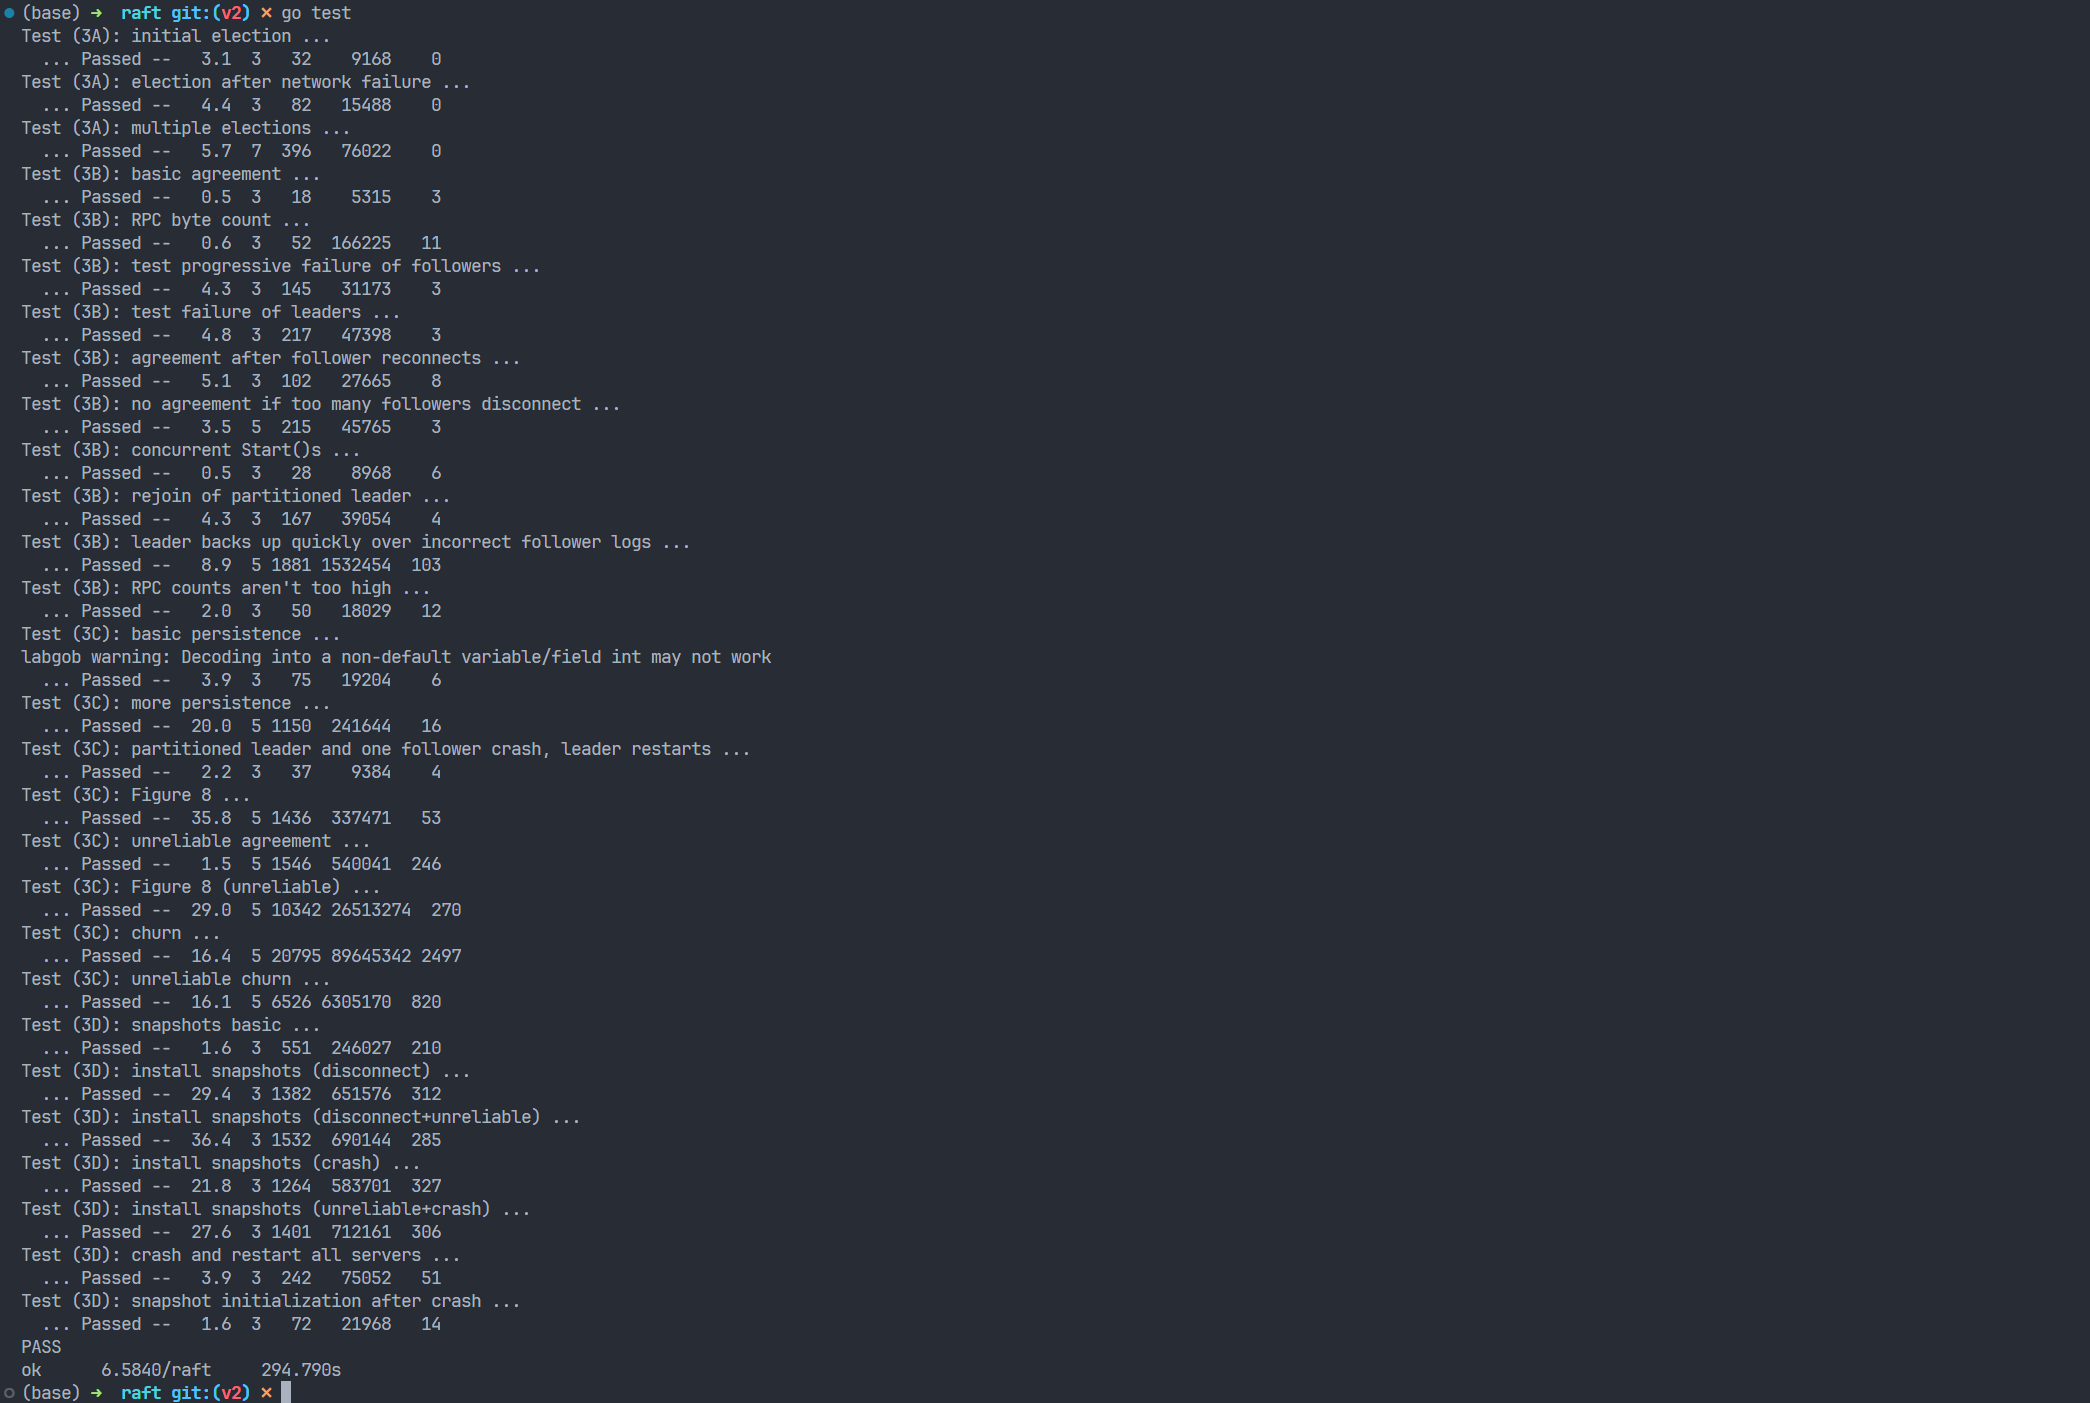 (base) ➜ raft git:(v2) ✗ go test
Test (3A): initial election ...
  ... Passed --   3.1  3   32    9168    0
Test (3A): election after network failure ...
  ... Passed --   4.4  3   82   15488    0
Test (3A): multiple elections ...
  ... Passed --   5.7  7  396   76022    0
Test (3B): basic agreement ...
  ... Passed --   0.5  3   18    5315    3
Test (3B): RPC byte count ...
  ... Passed --   0.6  3   52  166225   11
Test (3B): test progressive failure of followers ...
  ... Passed --   4.3  3  145   31173    3
Test (3B): test failure of leaders ...
  ... Passed --   4.8  3  217   47398    3
Test (3B): agreement after follower reconnects ...
  ... Passed --   5.1  3  102   27665    8
Test (3B): no agreement if too many followers disconnect ...
  ... Passed --   3.5  5  215   45765    3
Test (3B): concurrent Start()s ...
  ... Passed --   0.5  3   28    8968    6
Test (3B): rejoin of partitioned leader ...
  ... Passed --   4.3  3  167   39054    4
Test (3B): leader backs up quickly over incorrect follower logs ...
  ... Passed --   8.9  5 1881 1532454  103
Test (3B): RPC counts aren't too high ...
  ... Passed --   2.0  3   50   18029   12
Test (3C): basic persistence ...
labgob warning: Decoding into a non-default variable/field int may not work
  ... Passed --   3.9  3   75   19204    6
Test (3C): more persistence ...
  ... Passed --  20.0  5 1150  241644   16
Test (3C): partitioned leader and one follower crash, leader restarts ...
  ... Passed --   2.2  3   37    9384    4
Test (3C): Figure 8 ...
  ... Passed --  35.8  5 1436  337471   53
Test (3C): unreliable agreement ...
  ... Passed --   1.5  5 1546  540041  246
Test (3C): Figure 8 (unreliable) ...
  ... Passed --  29.0  5 10342 26513274  270
Test (3C): churn ...
  ... Passed --  16.4  5 20795 89645342 2497
Test (3C): unreliable churn ...
  ... Passed --  16.1  5 6526 6305170  820
Test (3D): snapshots basic ...
  ... Passed --   1.6  3  551  246027  210
Test (3D): install snapshots (disconnect) ...
  ... Passed --  29.4  3 1382  651576  312
Test (3D): install snapshots (disconnect+unreliable) ...
  ... Passed --  36.4  3 1532  690144  285
Test (3D): install snapshots (crash) ...
  ... Passed --  21.8  3 1264  583701  327
Test (3D): install snapshots (unreliable+crash) ...
  ... Passed --  27.6  3 1401  712161  306
Test (3D): crash and restart all servers ...
  ... Passed --   3.9  3  242   75052   51
Test (3D): snapshot initialization after crash ...
  ... Passed --   1.6  3   72   21968   14
PASS
ok      6.5840/raft     294.790s
(base) ➜ raft git:(v2) ✗